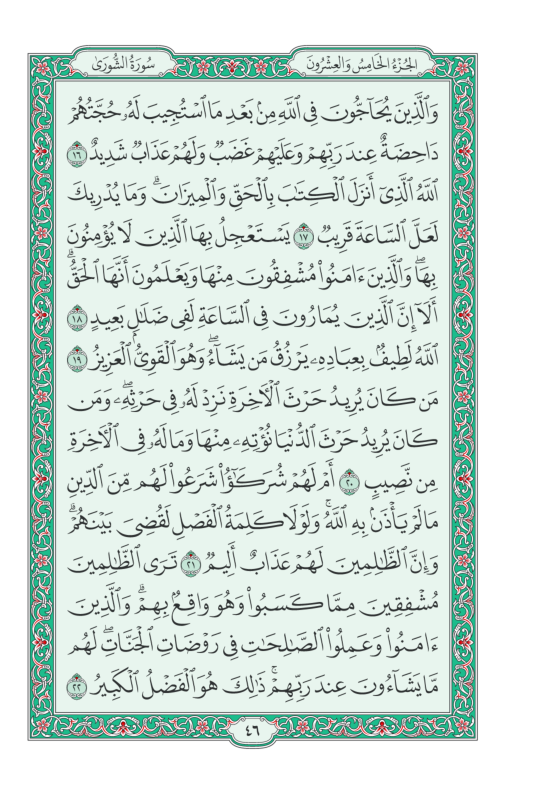 الجُزْءُ الخَامِسُ وَالعِشْرُونَ سُورَةُ الشُّورَىٰ
وَٱلَّذِينَ يُحَآجُّونَ فِى ٱللَّهِ مِنۢ بَعْدِ مَا ٱسْتُجِيبَ لَهُۥ حُجَّتُهُمْ
دَاحِضَةٌ عِندَ رَبِّهِمْ وَعَلَيْهِمْ غَضَبٌ وَلَهُمْ عَذَابٌ شَدِيدٌ ١٦
ٱللَّهُ ٱلَّذِىٓ أَنزَلَ ٱلْكِتَٰبَ بِٱلْحَقِّ وَٱلْمِيزَانَ ۗ وَمَا يُدْرِيكَ
لَعَلَّ ٱلسَّاعَةَ قَرِيبٌ ١٧ يَسْتَعْجِلُ بِهَا ٱلَّذِينَ لَا يُؤْمِنُونَ
بِهَا ۖ وَٱلَّذِينَ ءَامَنُوا۟ مُشْفِقُونَ مِنْهَا وَيَعْلَمُونَ أَنَّهَا ٱلْحَقُّ ۗ
أَلَآ إِنَّ ٱلَّذِينَ يُمَارُونَ فِى ٱلسَّاعَةِ لَفِى ضَلَٰلٍۭ بَعِيدٍ ١٨
ٱللَّهُ لَطِيفٌۢ بِعِبَادِهِۦ يَرْزُقُ مَن يَشَآءُ ۖ وَهُوَ ٱلْقَوِىُّ ٱلْعَزِيزُ ١٩
مَن كَانَ يُرِيدُ حَرْثَ ٱلْأَخِرَةِ نَزِدْ لَهُۥ فِى حَرْثِهِۦ ۖ وَمَن
كَانَ يُرِيدُ حَرْثَ ٱلدُّنْيَا نُؤْتِهِۦ مِنْهَا وَمَا لَهُۥ فِى ٱلْأَخِرَةِ
مِن نَّصِيبٍ ٢٠ أَمْ لَهُمْ شُرَكَٰٓؤُا۟ شَرَعُوا۟ لَهُم مِّنَ ٱلدِّينِ
مَا لَمْ يَأْذَنۢ بِهِ ٱللَّهُ ۚ وَلَوْلَا كَلِمَةُ ٱلْفَصْلِ لَقُضِىَ بَيْنَهُمْ ۗ
وَإِنَّ ٱلظَّٰلِمِينَ لَهُمْ عَذَابٌ أَلِيمٌ ٢١ تَرَى ٱلظَّٰلِمِينَ
مُشْفِقِينَ مِمَّا كَسَبُوا۟ وَهُوَ وَاقِعٌۢ بِهِمْ ۗ وَٱلَّذِينَ
ءَامَنُوا۟ وَعَمِلُوا۟ ٱلصَّٰلِحَٰتِ فِى رَوْضَاتِ ٱلْجَنَّاتِ ۖ لَهُم
مَّا يَشَآءُونَ عِندَ رَبِّهِمْ ۚ ذَٰلِكَ هُوَ ٱلْفَضْلُ ٱلْكَبِيرُ ٢٢
٤٦